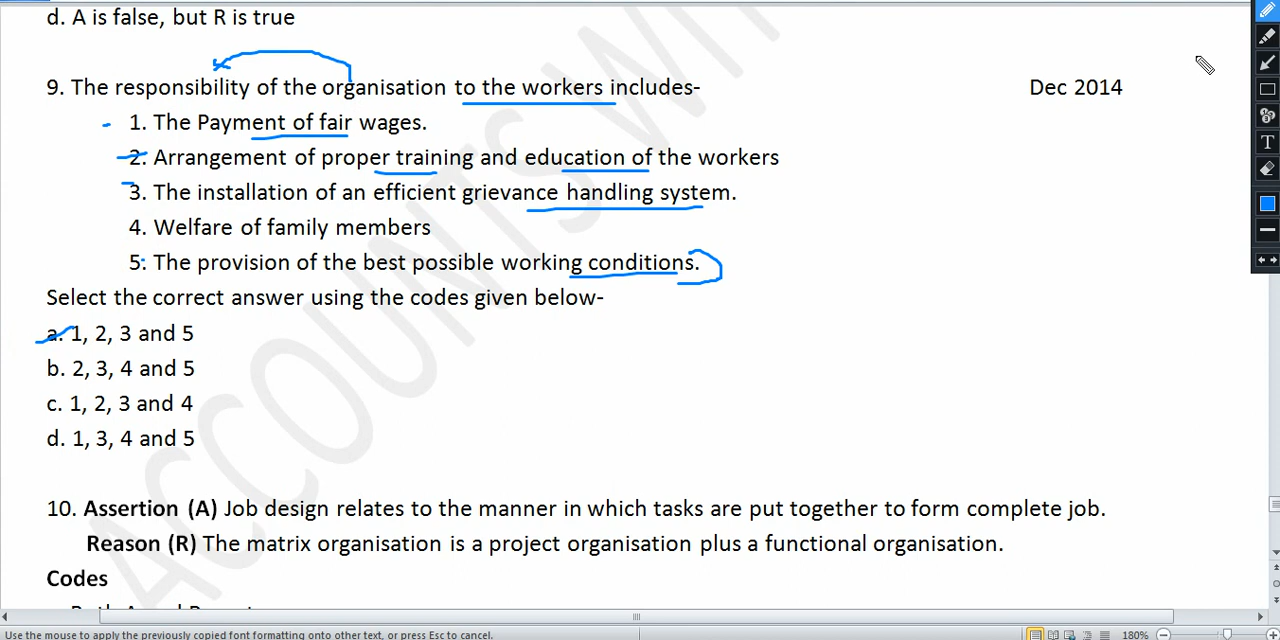 d. A is false, but R is true
9. The responsibility of the organisation to the workers includes- Dec 2014
1. The Payment of fair wages.
2. Arrangement of proper training and education of the workers
3. The installation of an efficient grievance handling system.
4. Welfare of family members
5. The provision of the best possible working conditions.
Select the correct answer using the codes given below-
a. 1, 2, 3 and 5
b. 2, 3, 4 and 5
c. 1, 2, 3 and 4
d. 1, 3, 4 and 5
10. Assertion (A) Job design relates to the manner in which tasks are put together to form complete job.
Reason (R) The matrix organisation is a project organisation plus a functional organisation.
Codes
ACCOUNTS WIT
T
Use the mouse to apply the previously copied font formatting onto other text, or press Esc to cancel.
180%